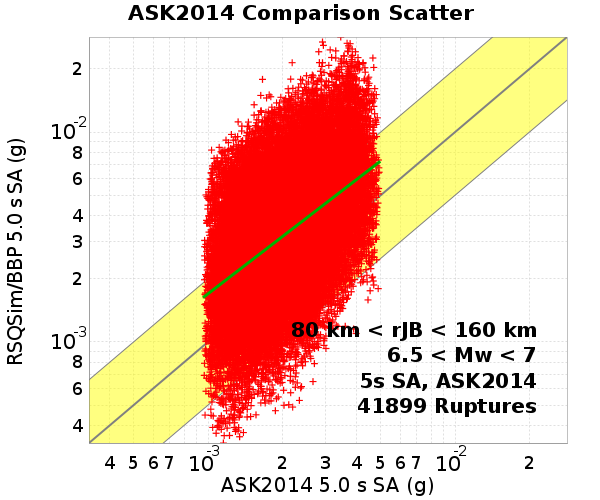 ASK2014 Comparison Scatter
RSQSim/BBP 5.0 s SA (g)
2
10-2
8
6
4
3
2
10-3
8
6
4
80 km < rJB < 160 km
6.5 < Mw < 7
5s SA, ASK2014
41899 Ruptures
4 5 6 7 10-3 2 3 4 5 6 7 10-2 2
ASK2014 5.0 s SA (g)